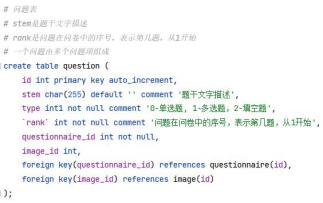 # 问题表
# stem是题干文字描述
# rank是问题在问卷中的序号，表示第几题，从1开始
# 一个问题由多个问题项组成
create table question (
id int primary key auto_increment,
stem char(255) default '' comment '题干文字描述',
type int1 not null comment '0-单选题, 1-多选题, 2-填空题',
`rank` int not null comment '问题在问卷中的序号，表示第几题，从1开始',
questionnaire_id int not null,
image_id int,
foreign key(questionnaire_id) references questionnaire(id),
foreign key(image_id) references image(id)
);